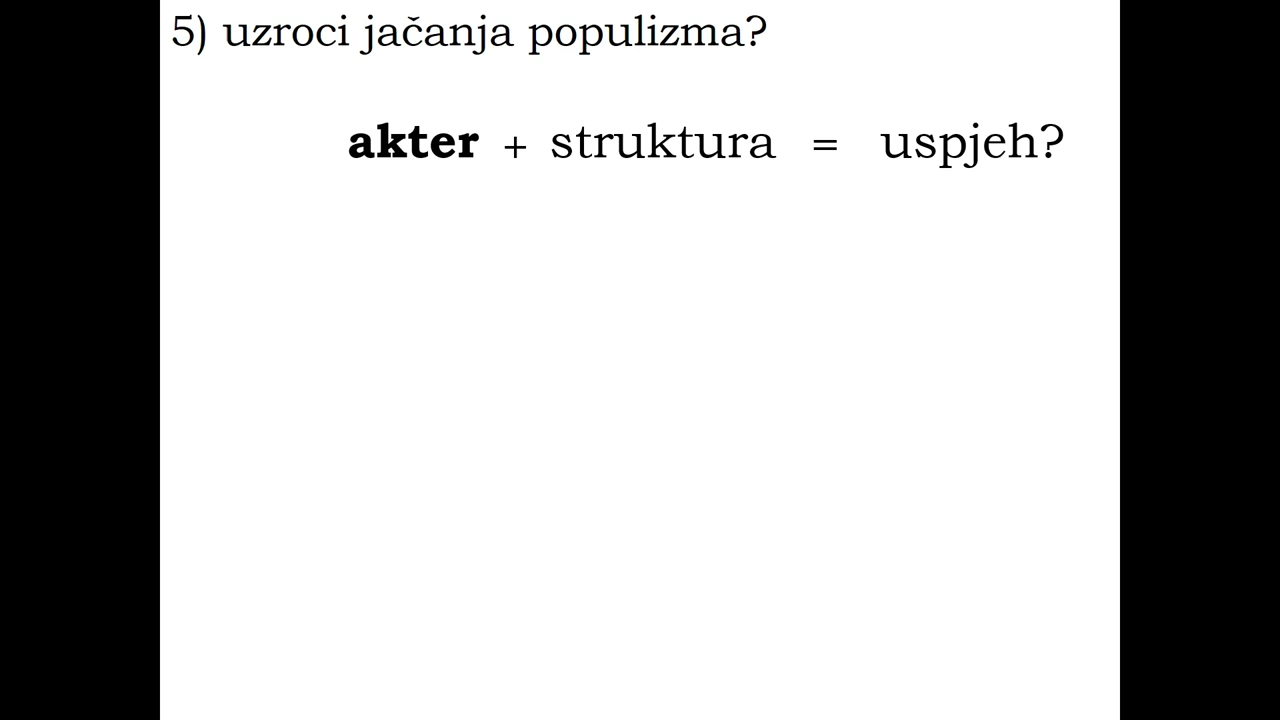 5) uzroci jačanja populizma?
akter + struktura = uspjeh?